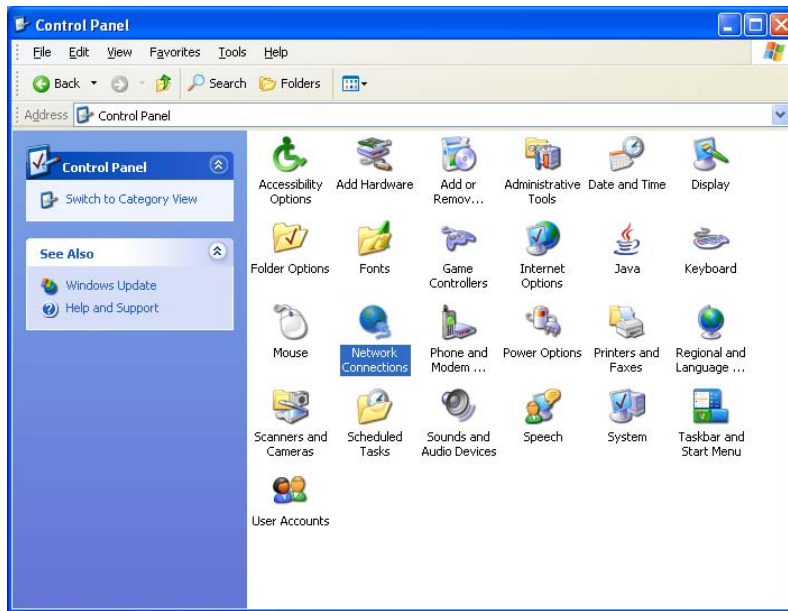 Control Panel
File Edit View Favorites Tools Help
Back Search Folders
Address Control Panel
Control Panel
Switch to Category View
See Also
Windows Update
Help and Support
Accessibility
Options
Add Hardware
Add or
Remov...
Administrative
Tools
Date and Time
Display
Folder Options
Fonts
Game
Controllers
Internet
Options
Java
Keyboard
Mouse
Network
Connections
Phone and
Modem ...
Power Options
Printers and
Faxes
Regional and
Language ...
Scanners and
Cameras
Scheduled
Tasks
Sounds and
Audio Devices
Speech
System
Taskbar and
Start Menu
User Accounts